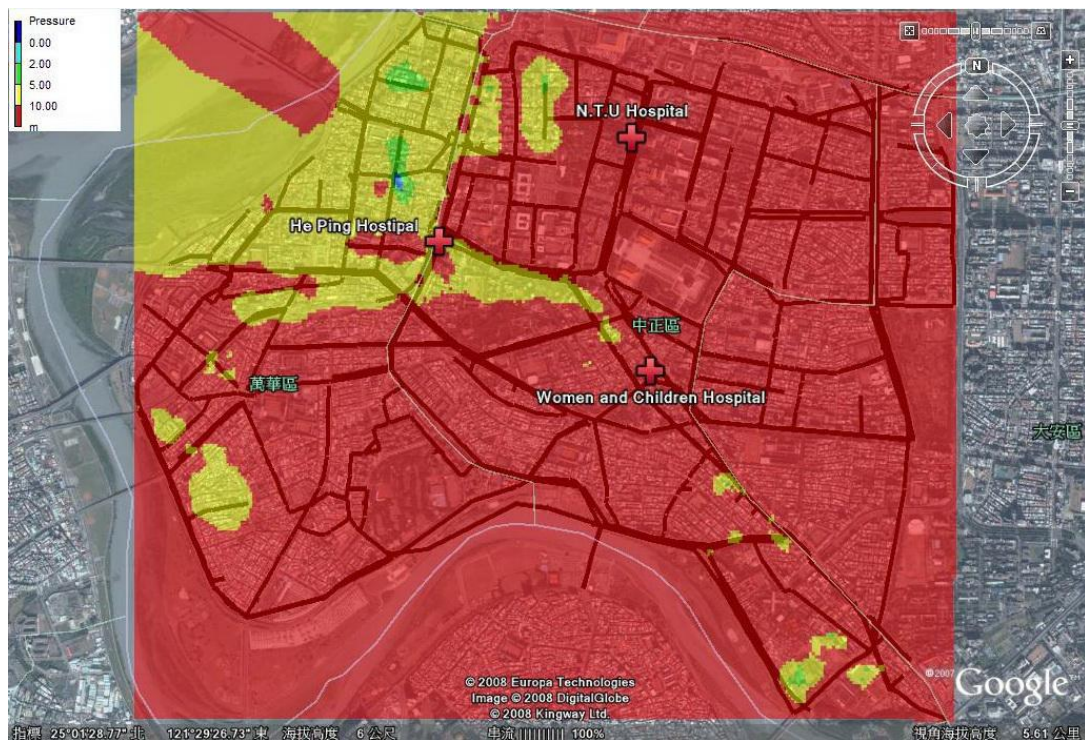 Pressure
0.00
2.00
5.00
10.00
m
N
N.T.U Hospital
He Ping Hostipal
中正區
萬華區
Women and Children Hospital
大安區
© 2008 Europa Technologies
Image © 2008 DigitalGlobe
© 2008 Kingway Ltd.
©2007 Google™
指標 25°01'28.77" 北 121°29'26.73" 東 海拔高度 6 公尺 串流 100% 視角海拔高度 5.61 公里